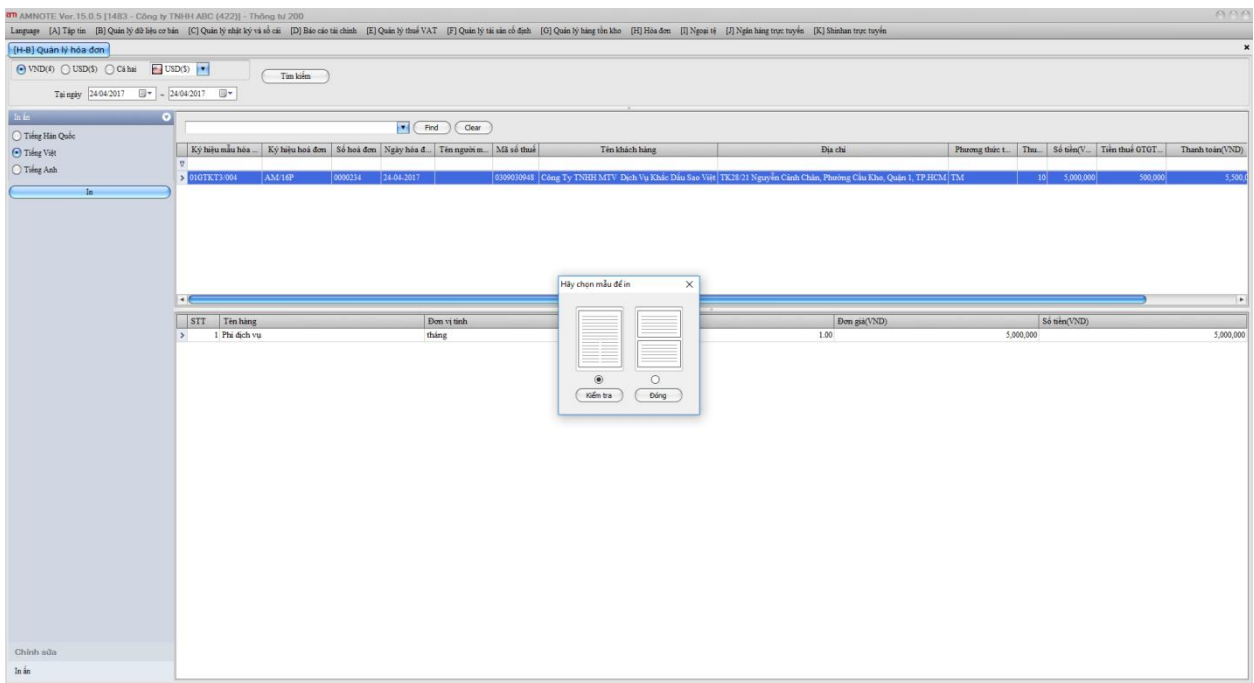 AMNOTE Ver.15.0.5 [1483 - Công ty TNHH ABC (422)] - Thông tư 200
Language [A] Tập tin [B] Quản lý dữ liệu cơ bản [C] Quản lý nhật ký và sổ cái [D] Báo cáo tài chính [E] Quản lý thuế VAT [F] Quản lý tài sản cố định [G] Quản lý hàng tồn kho [H] Hóa đơn [I] Ngoại tệ [J] Ngân hàng trực tuyến [K] Shinhan trực tuyến
[H-B] Quản lý hóa đơn
VND(đ) USD($) Cả hai USD($) Tìm kiếm
Tại ngày 24/04/2017 ~ 24/04/2017
In ấn
Find Clear
Tiếng Hàn Quốc
Tiếng Việt
Tiếng Anh
In
Ký hiệu mẫu hóa ... Ký hiệu hoá đơn Số hoá đơn Ngày hóa đ... Tên người m... Mã số thuế Tên khách hàng Địa chỉ Phương thức t... Thu... Số tiền(V... Tiền thuế GTGT... Thanh toán(VND)
01GTKT3/004 AM/16P 0000234 24-04-2017 0309030948 Công Ty TNHH MTV Dịch Vụ Khắc Dấu Sao Việt TK28/21 Nguyễn Cảnh Chân, Phường Cầu Kho, Quận 1, TP.HCM TM 10 5,000,000 500,000 5,500,0
Hãy chọn mẫu để in
Kiểm tra Đóng
STT Tên hàng Đơn vị tính Đơn giá(VND) Số tiền(VND)
1 Phí dịch vụ tháng 1.00 5,000,000 5,000,000
Chỉnh sửa
In ấn